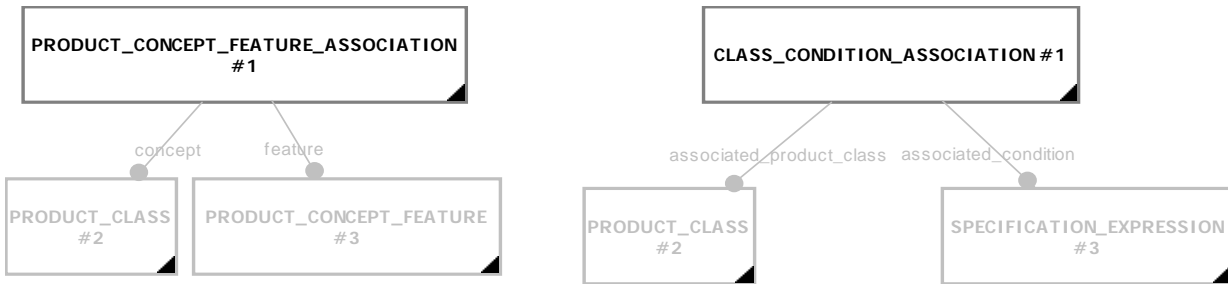 PRODUCT_CONCEPT_FEATURE_ASSOCIATION
#1
CLASS_CONDITION_ASSOCIATION #1
concept
feature
associated_product_class
associated_condition
PRODUCT_CLASS
#2
PRODUCT_CONCEPT_FEATURE
#3
PRODUCT_CLASS
#2
SPECIFICATION_EXPRESSION
#3